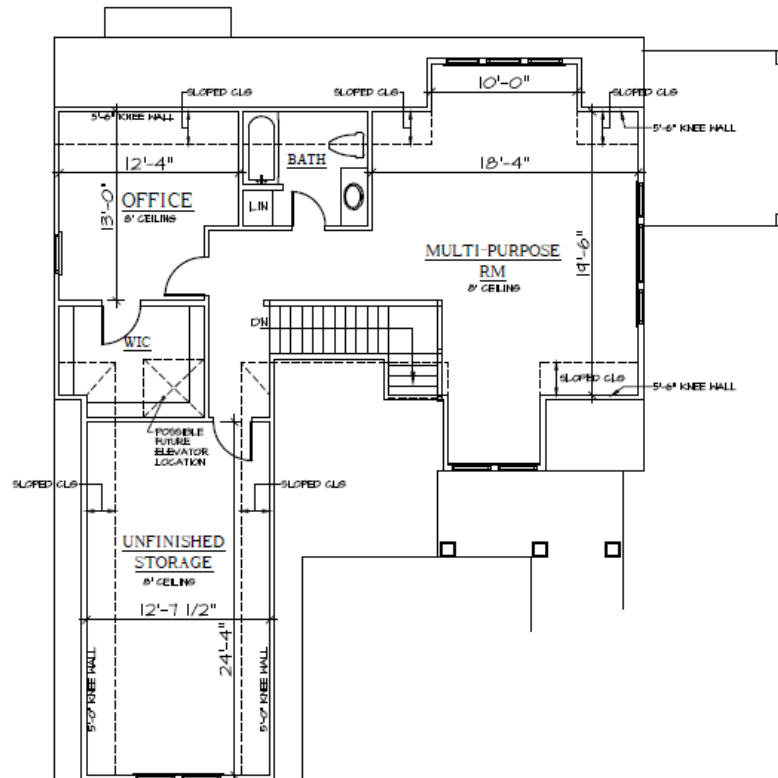 10'-0"
SLOPED CLG
SLOPED CLG
SLOPED CLG
5'-6" KNEE WALL
5'-6" KNEE WALL
12'-4"
BATH
18'-4"
OFFICE
8' CEILING
13'-0"
LIN
MULTI-PURPOSE
RM
8' CEILING
19'-6"
DN
WIC
SLOPED CLG
5'-6" KNEE WALL
POSSIBLE
FUTURE
ELEVATOR
LOCATION
SLOPED CLG
SLOPED CLG
UNFINISHED
STORAGE
8' CEILING
12'-7 1/2"
24'-4"
5'-0" KNEE WALL
5'-0" KNEE WALL